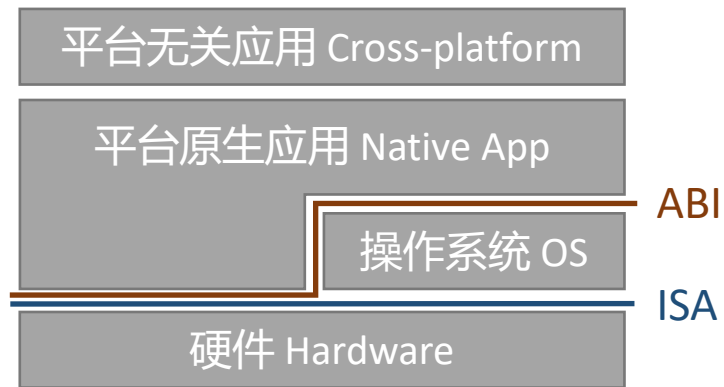 平台无关应用 Cross-platform
平台原生应用 Native App
ABI
操作系统 OS
ISA
硬件 Hardware